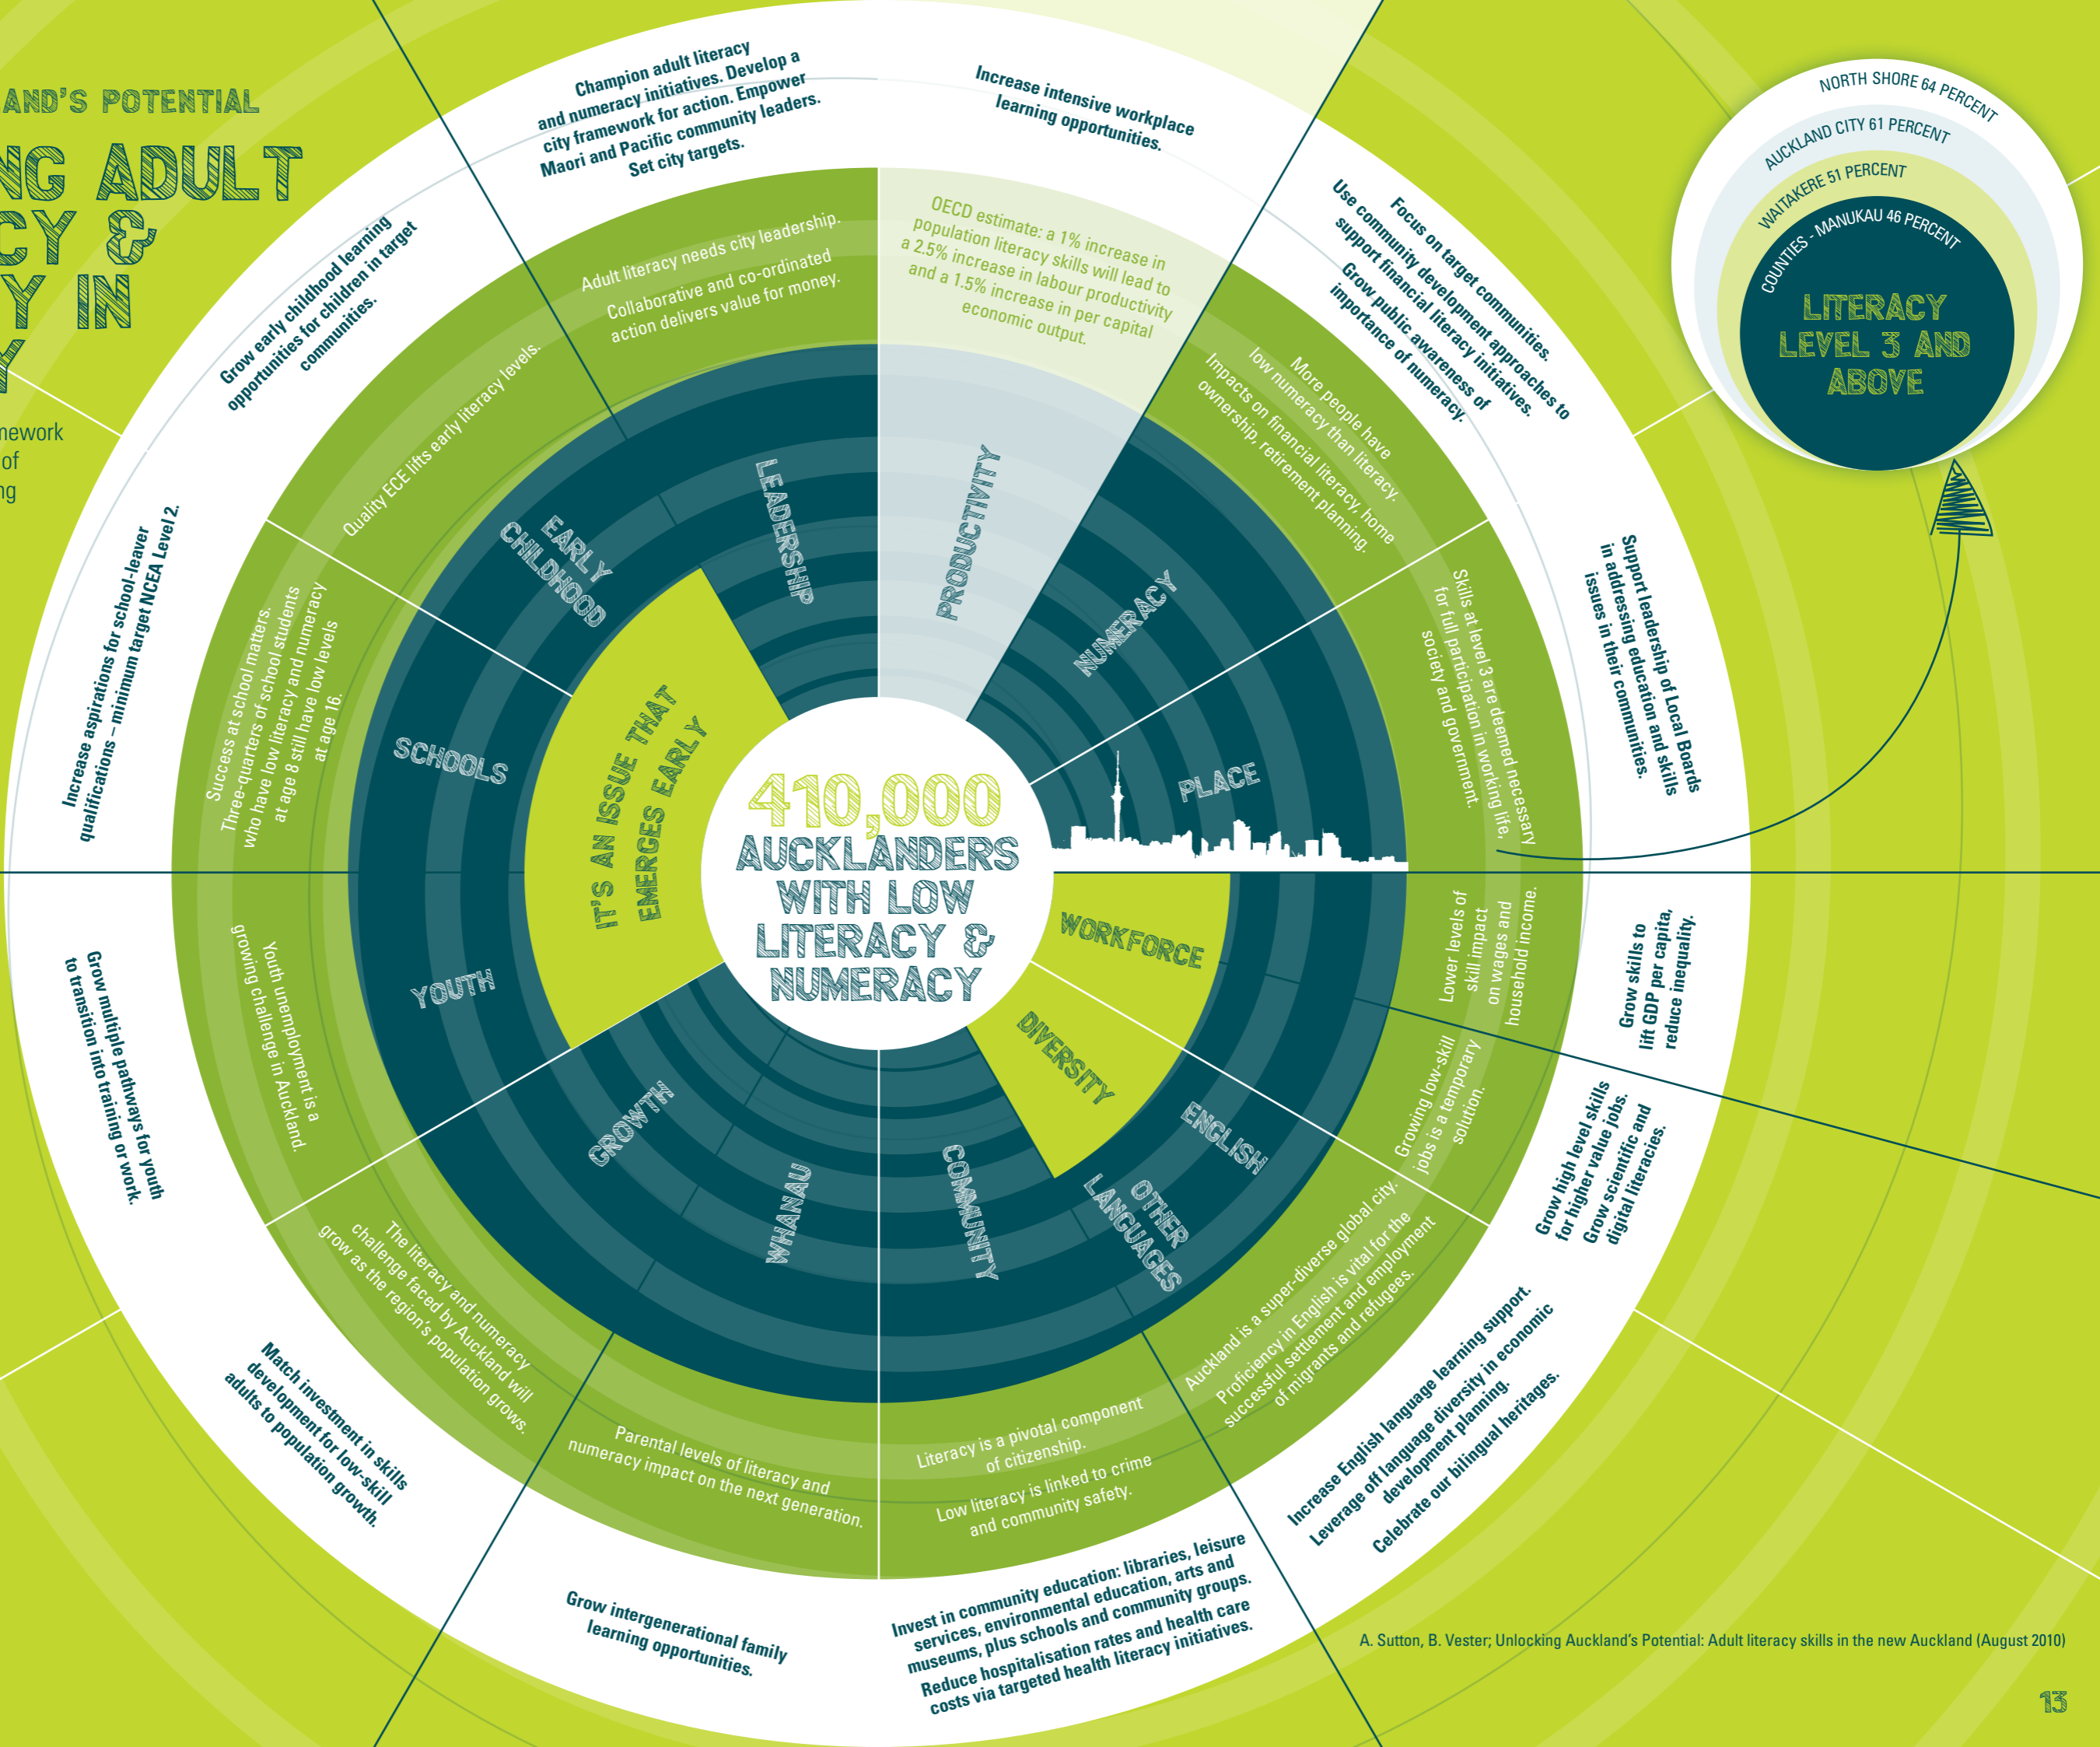 AND'S POTENTIAL
NG ADULT
CY &
Y IN
Y
mework
of
ng
Champion adult literacy
and numeracy initiatives. Develop a
city framework for action. Empower
Maori and Pacific community leaders.
Set city targets.
Increase intensive workplace
learning opportunities.
Focus on target communities.
Use community development approaches to
support financial literacy initiatives.
Grow public awareness of
importance of numeracy.
Support leadership of Local Boards
in addressing education and skills
issues in their communities.
Grow skills to
lift GDP per capita,
reduce inequality.
Grow high level skills
for higher value jobs.
Grow scientific and
digital literacies.
Increase English language learning support.
Leverage off language diversity in economic
development planning.
Celebrate our bilingual heritages.
Invest in community education: libraries, leisure
services, environmental education, arts and
museums, plus schools and community groups.
Reduce hospitalisation rates and health care
costs via targeted health literacy initiatives.
Grow intergenerational family
learning opportunities.
Match investment in skills
development for low-skill
adults to population growth.
Grow multiple pathways for youth
to transition into training or work.
Increase aspirations for school-leaver
qualifications – minimum target NCEA Level 2.
Grow early childhood learning
opportunities for children in target
communities.
Adult literacy needs city leadership.
Collaborative and co-ordinated
action delivers value for money.
OECD estimate: a 1% increase in
population literacy skills will lead to
a 2.5% increase in labour productivity
and a 1.5% increase in per capital
economic output.
More people have
low numeracy than literacy.
Impacts on financial literacy, home
ownership, retirement planning.
Skills at level 3 are deemed necessary
for full participation in working life,
society and government.
Lower levels of
skill impact
on wages and
household income.
Growing low-skill
jobs is a temporary
solution.
Auckland is a super-diverse global city.
Proficiency in English is vital for the
successful settlement and employment
of migrants and refugees.
Literacy is a pivotal component
of citizenship.
Low literacy is linked to crime
and community safety.
Parental levels of literacy and
numeracy impact on the next generation.
The literacy and numeracy
challenge faced by Auckland will
grow as the region's population grows.
Youth unemployment is a
growing challenge in Auckland.
Success at school matters.
Three-quarters of school students
who have low literacy and numeracy
at age 8 still have low levels
at age 16.
Quality ECE lifts early literacy levels.
LEADERSHIP
PRODUCTIVITY
NUMERACY
PLACE
WORKFORCE
DIVERSITY
ENGLISH
OTHER
LANGUAGES
COMMUNITY
WHANAU
GROWTH
YOUTH
SCHOOLS
EARLY
CHILDHOOD
IT'S AN ISSUE THAT
EMERGES EARLY
410,000
AUCKLANDERS
WITH LOW
LITERACY &
NUMERACY
NORTH SHORE 64 PERCENT
AUCKLAND CITY 61 PERCENT
WAITAKERE 51 PERCENT
COUNTIES - MANUKAU 46 PERCENT
LITERACY
LEVEL 3 AND
ABOVE
A. Sutton, B. Vester; Unlocking Auckland's Potential: Adult literacy skills in the new Auckland (August 2010)
13